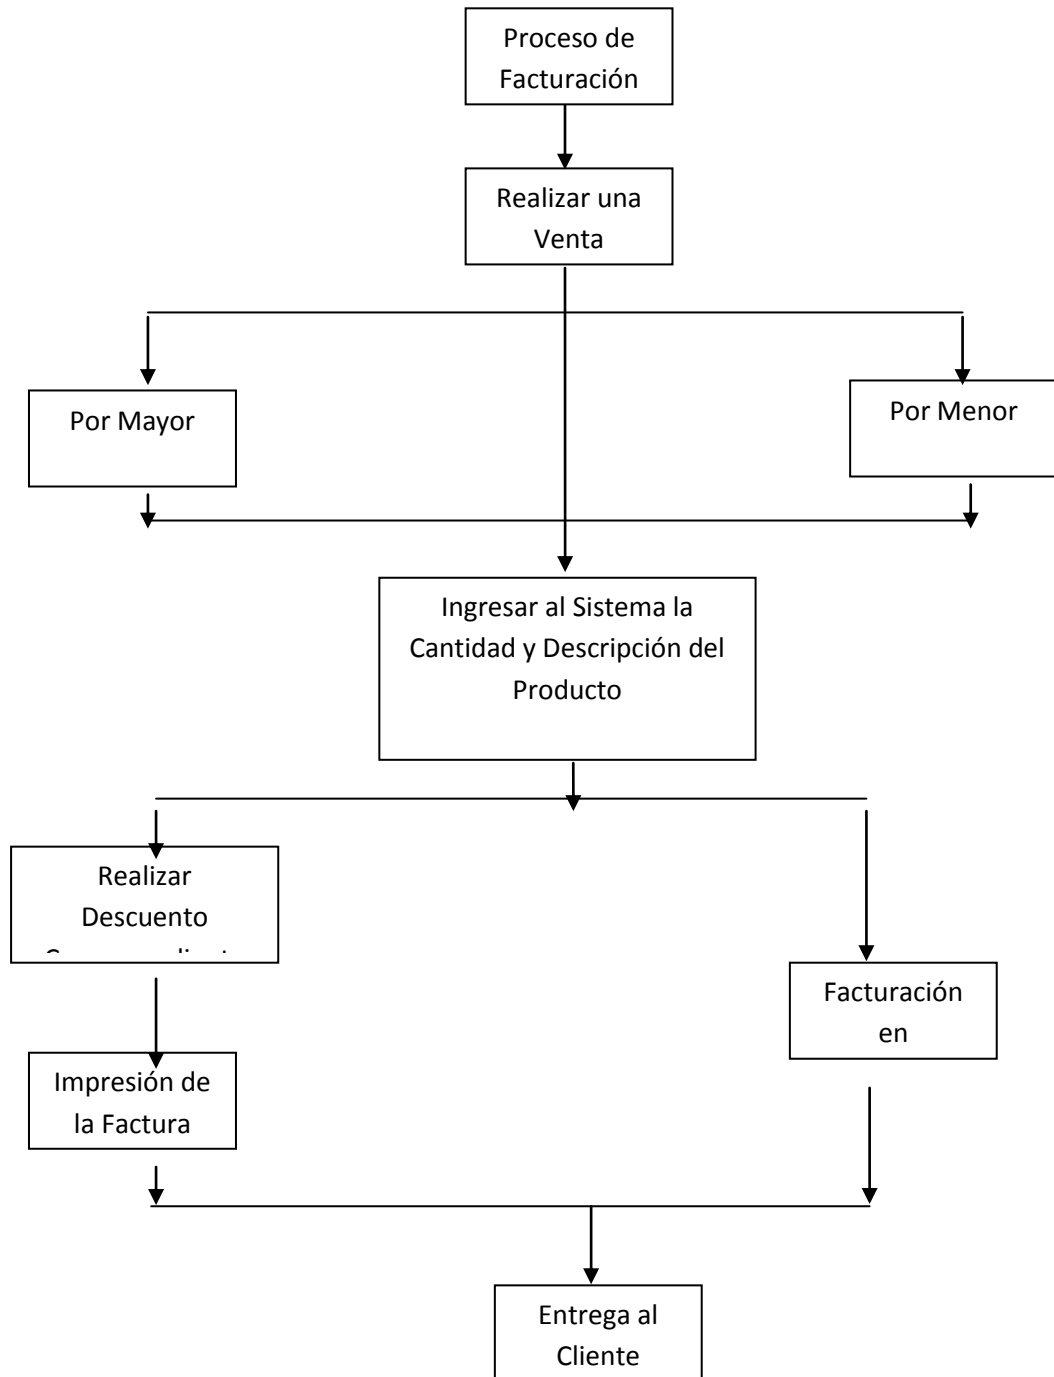 Proceso de
Facturación
Realizar una
Venta
Por Mayor
Por Menor
Ingresar al Sistema la
Cantidad y Descripción del
Producto
Realizar
Descuento
Facturación
en
Impresión de
la Factura
Entrega al
Cliente